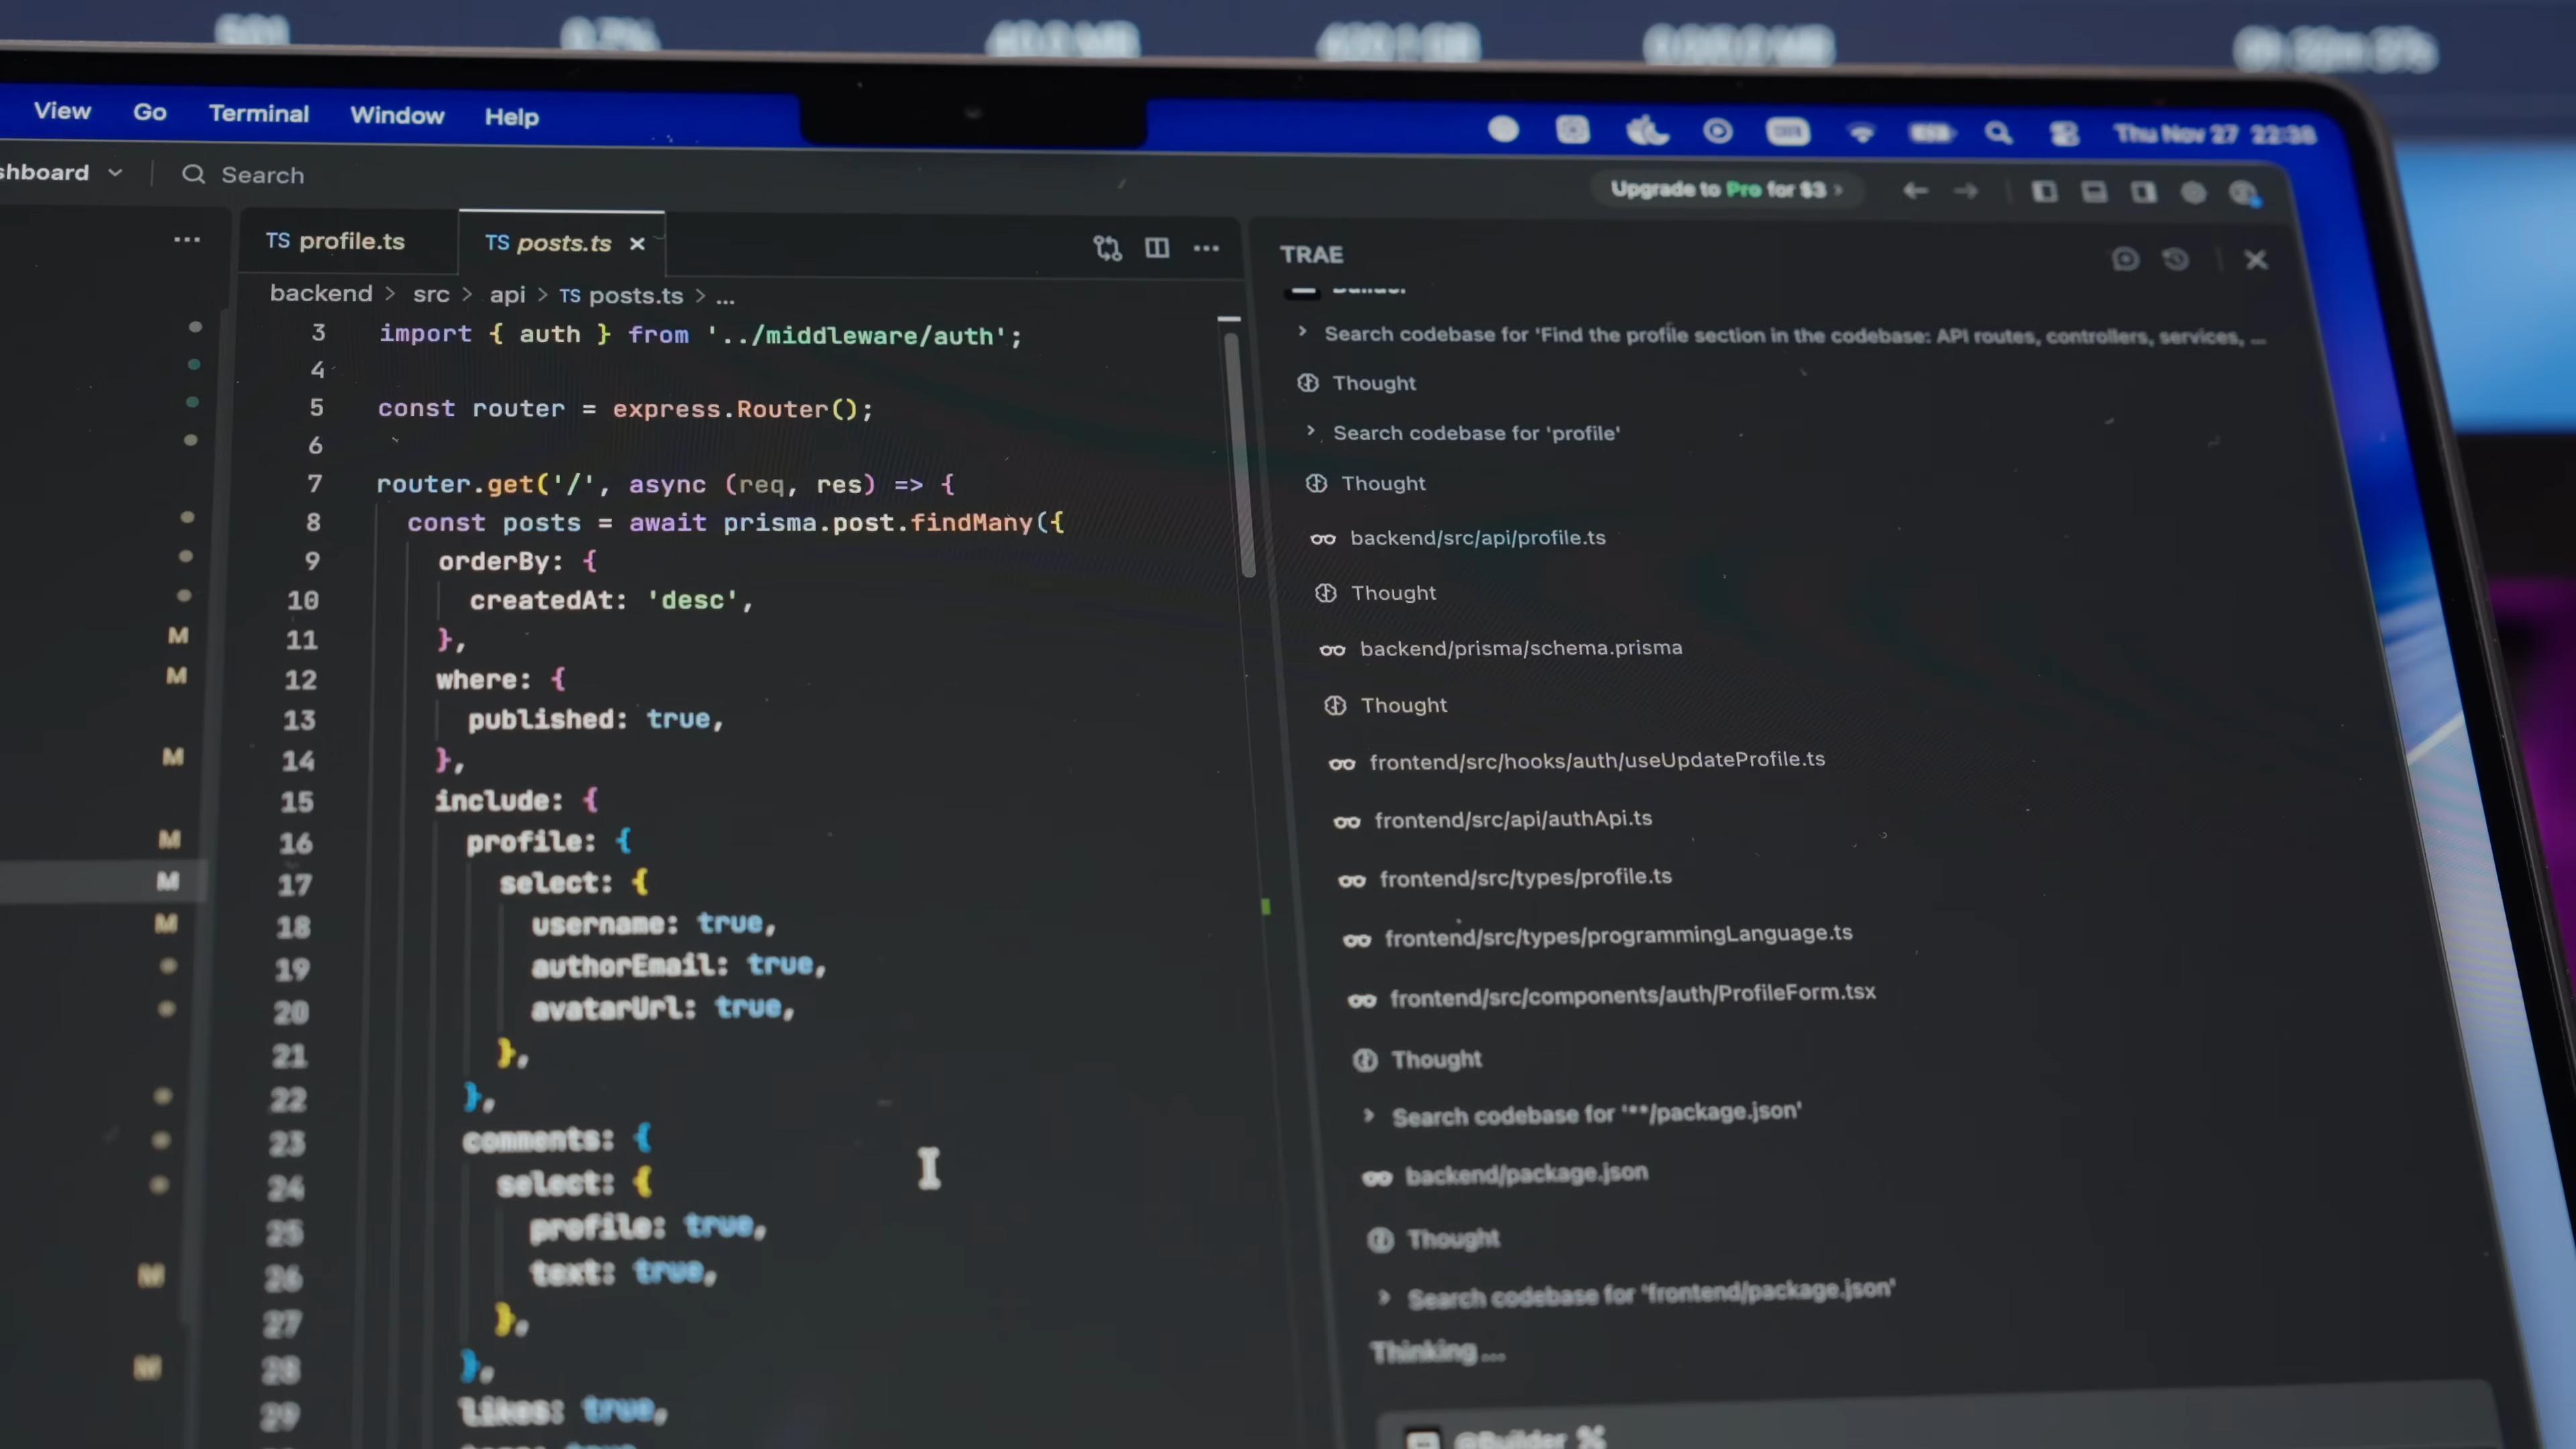 View Go Terminal Window Help
Thu Nov 27 22:38
shboard Search
Upgrade to Pro for $3
TS profile.ts TS posts.ts
backend > src > api > TS posts.ts > ...
3 import { auth } from '../middleware/auth';
4
5 const router = express.Router();
6
7 router.get('/', async (req, res) => {
8 const posts = await prisma.post.findMany({
9 orderBy: {
10 createdAt: 'desc',
11 },
12 where: {
13 published: true,
14 },
15 include: {
16 profile: {
17 select: {
18 username: true,
19 authorEmail: true,
20 avatarUrl: true,
21 },
22 },
23 comments: {
24 select: {
25 profile: true,
26 text: true,
27 },
28 },
29 likes: true,
M
M
M
M
M
M
M
M
TRAE
Builder
Search codebase for 'Find the profile section in the codebase: API routes, controllers, services, ...
Thought
Search codebase for 'profile'
Thought
backend/src/api/profile.ts
Thought
backend/prisma/schema.prisma
Thought
frontend/src/hooks/auth/useUpdateProfile.ts
frontend/src/api/authApi.ts
frontend/src/types/profile.ts
frontend/src/types/programmingLanguage.ts
frontend/src/components/auth/ProfileForm.tsx
Thought
Search codebase for '**/package.json'
backend/package.json
Thought
Search codebase for 'frontend/package.json'
Thinking...
@Builder